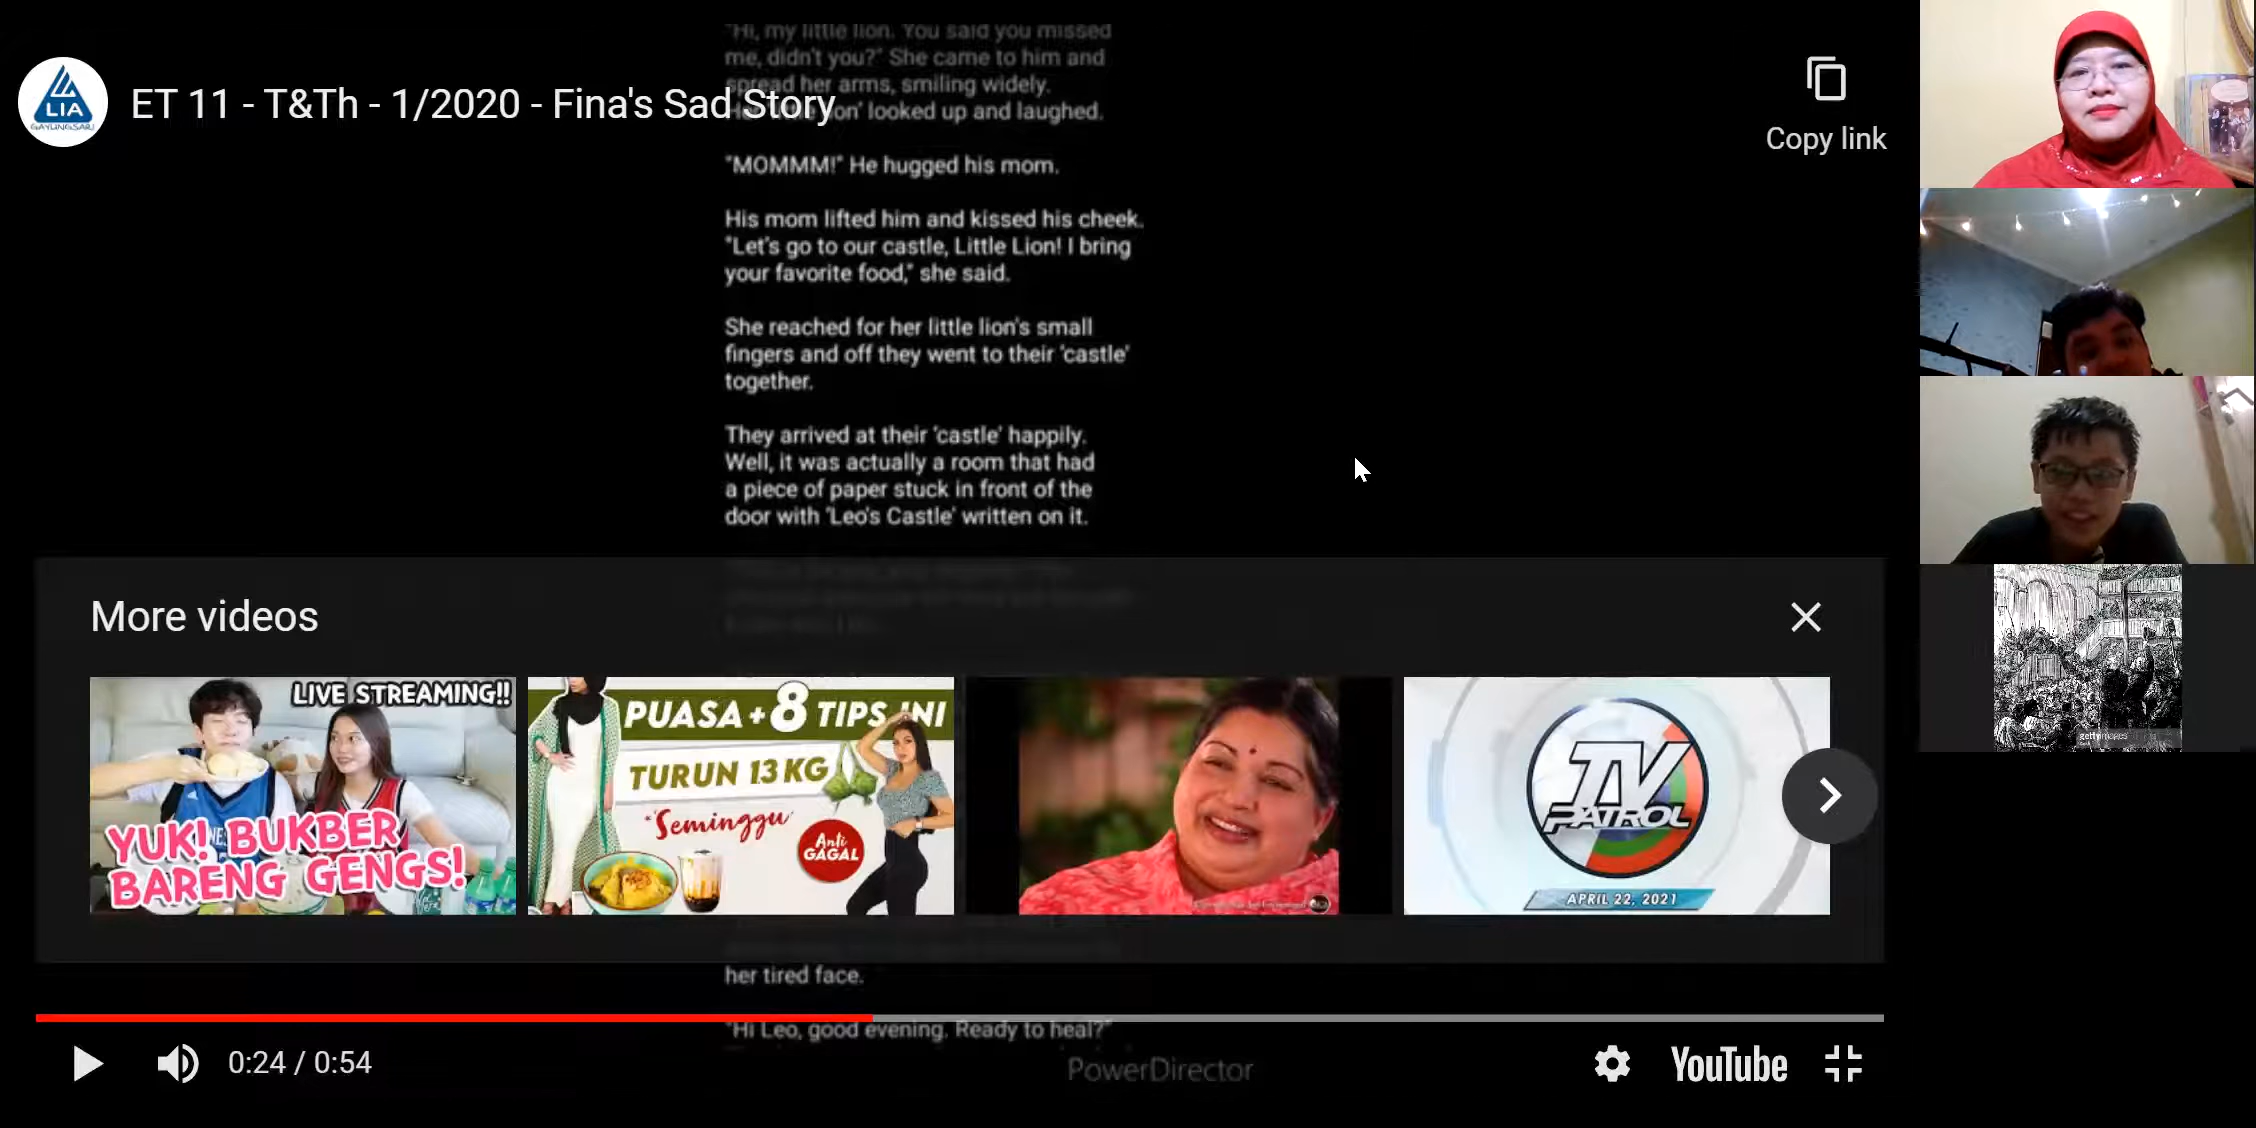 "Hi, my little lion. You said you missed
me, didn't you?" She came to him and
spread her arms, smiling widely.
looked up and laughed.
LIA
GAYUNGSARI
ET 11 - T&Th - 1/2020 - Fina's Sad Story
Copy link
"MOMMM!" He hugged his mom.
His mom lifted him and kissed his cheek.
"Let's go to our castle, Little Lion! I bring
your favorite food," she said.
She reached for her little lion's small
fingers and off they went to their 'castle'
together.
They arrived at their 'castle' happily.
Well, it was actually a room that had
a piece of paper stuck in front of the
door with 'Leo's Castle' written on it.
More videos
LIVE STREAMING!!
YUK! BUKBER
BARENG GENGS!
PUASA + 8 TIPS INI
TURUN 13 KG
"Seminggu"
Anti
GAGAL
TV
PATROL
APRIL 22, 2021
gettyimages
her tired face.
"Hi Leo, good evening. Ready to heal?"
0:24 / 0:54
PowerDirector
YouTube